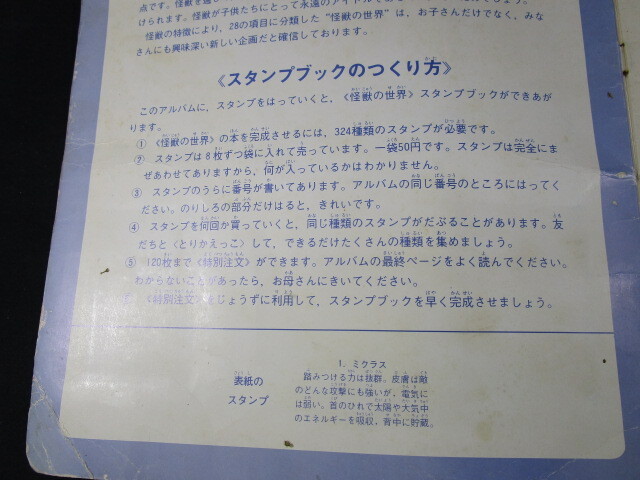 点です。怪獣を通
けられます。怪獣が子供たちにとって永遠のアイドルで
怪獣の特徴により、28の項目に分類した"怪獣の世界"は、お子さんだけでなく、みな
さんにも興味深い新しい企画だと確信しております。
《スタンプブックのつくり方》
このアルバムに、スタンプをはっていくと、《怪獣の世界》スタンプブックができあが
ります。
① 《怪獣の世界》の本を完成させるには、324種類のスタンプが必要です。
② スタンプは8枚ずつ袋に入れて売っています。一袋50円です。スタンプは完全にま
ぜあわせてありますから、何が入っているかはわかりません。
③ スタンプのうらに番号が書いてあります。アルバムの同じ番号のところにはってく
ださい。のりしろの部分だけはると、きれいです。
④ スタンプを何回か買っていくと、同じ種類のスタンプがだぶることがあります。友
だちと〈とりかえっこ〉して、できるだけたくさんの種類を集めましょう。
⑤ 120枚まで〈特別注文〉ができます。アルバムの最終ページをよく読んでください。
わからないことがあったら、お母さんにきいてください。
〈特別注文〉をじょうずに利用して、スタンプブックを早く完成させましょう。
表紙の
スタンプ
1. ミクラス
踏みつける力は抜群。皮膚は敵
のどんな攻撃にも強いが、電気に
は弱い。首のひれで太陽や大気中
のエネルギーを吸収、背中に貯蔵。